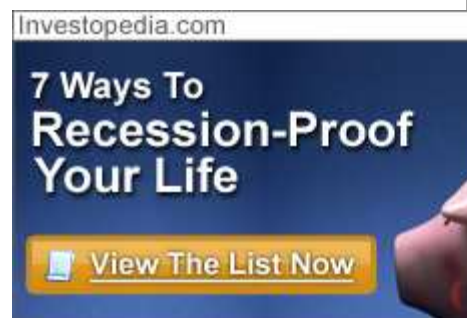 Investopedia.com
7 Ways To
Recession-Proof
Your Life
View The List Now